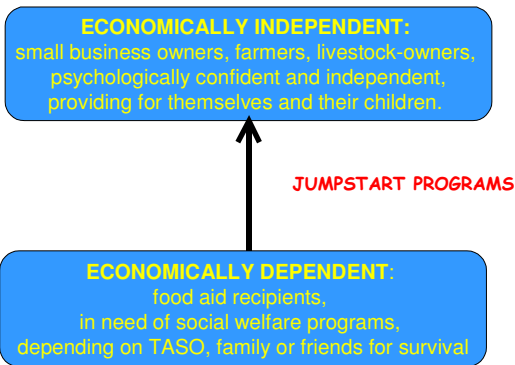 ECONOMICALLY INDEPENDENT:
small business owners, farmers, livestock-owners,
psychologically confident and independent,
providing for themselves and their children.
JUMPSTART PROGRAMS
ECONOMICALLY DEPENDENT:
food aid recipients,
in need of social welfare programs,
depending on TASO, family or friends for survival